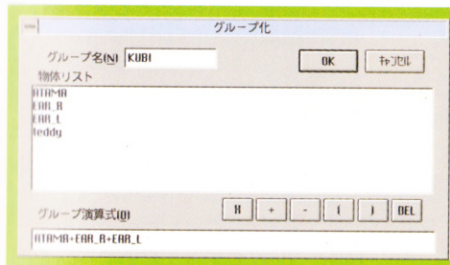 グループ化
グループ名(N) KUBI
OK キャンセル
物体リスト
ATAMA
EAR_R
EAR_L
teddy
グループ演算式(O)
* + - ( ) DEL
ATAMA+EAR_R+EAR_L